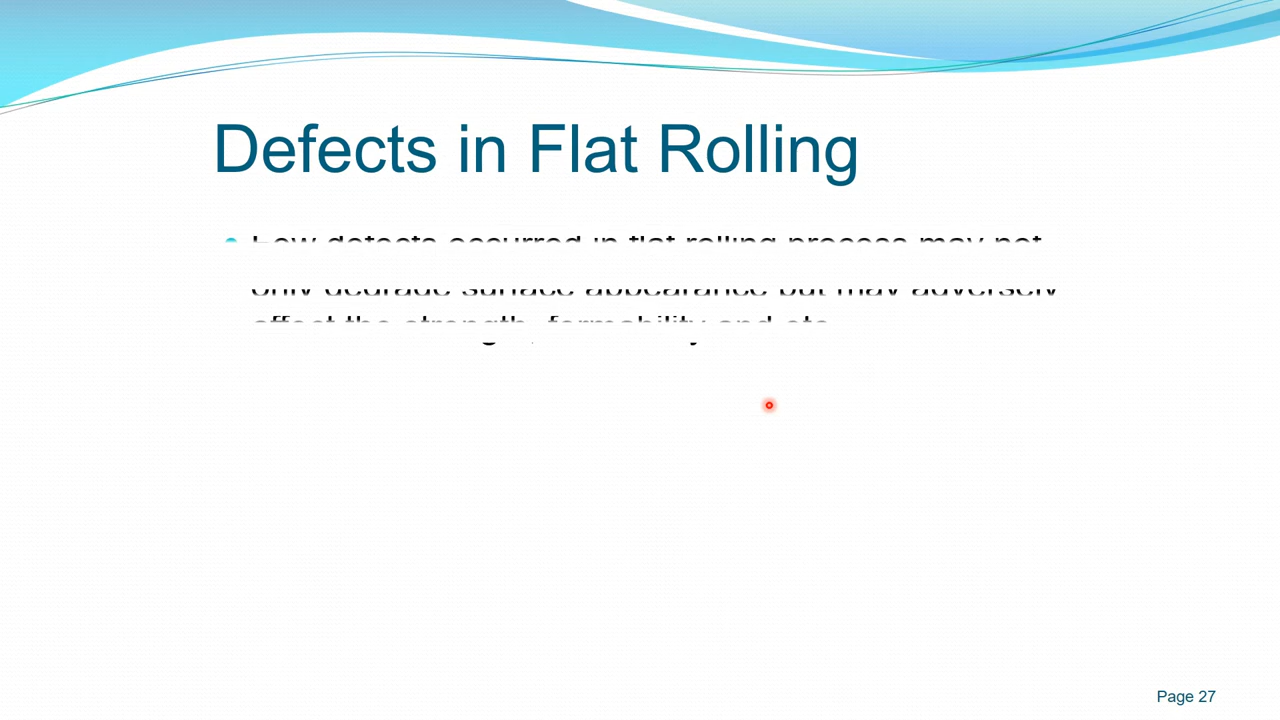 Defects in Flat Rolling
Few defects occurred in flat rolling process may not
only degrade surface appearance but may adversely
affect the strength, formability and etc
Page 27